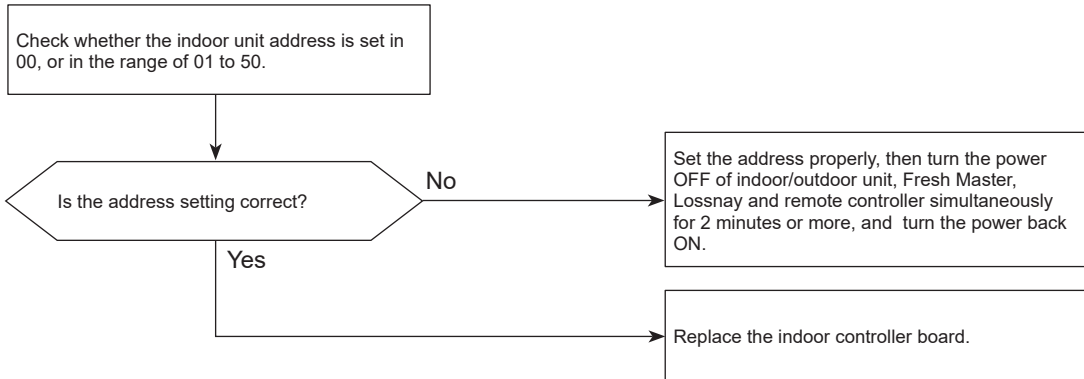 Check whether the indoor unit address is set in
00, or in the range of 01 to 50.
Is the address setting correct?
No
Set the address properly, then turn the power
OFF of indoor/outdoor unit, Fresh Master,
Lossnay and remote controller simultaneously
for 2 minutes or more, and turn the power back
ON.
Yes
Replace the indoor controller board.